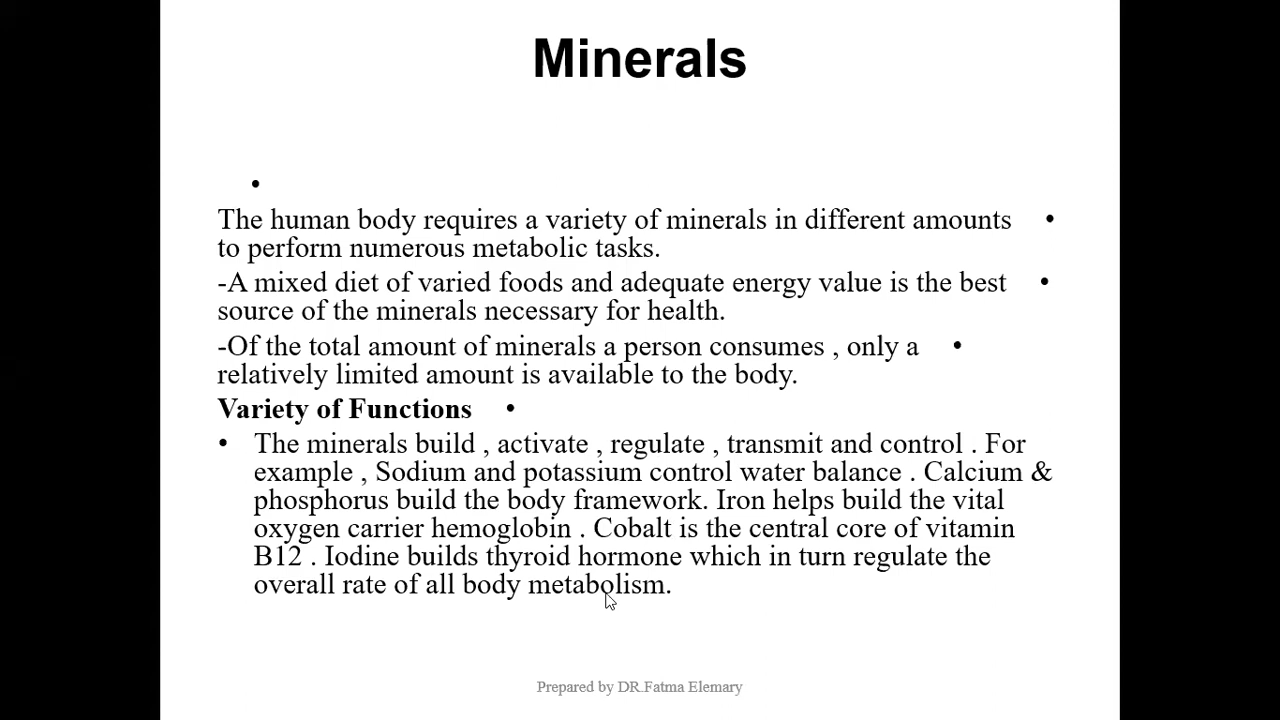 Minerals
•
The human body requires a variety of minerals in different amounts •
to perform numerous metabolic tasks.
-A mixed diet of varied foods and adequate energy value is the best •
source of the minerals necessary for health.
-Of the total amount of minerals a person consumes , only a •
relatively limited amount is available to the body.
Variety of Functions •
• The minerals build , activate , regulate , transmit and control . For
example , Sodium and potassium control water balance . Calcium &
phosphorus build the body framework. Iron helps build the vital
oxygen carrier hemoglobin . Cobalt is the central core of vitamin
B12 . Iodine builds thyroid hormone which in turn regulate the
overall rate of all body metabolism.
Prepared by DR.Fatma Elemary